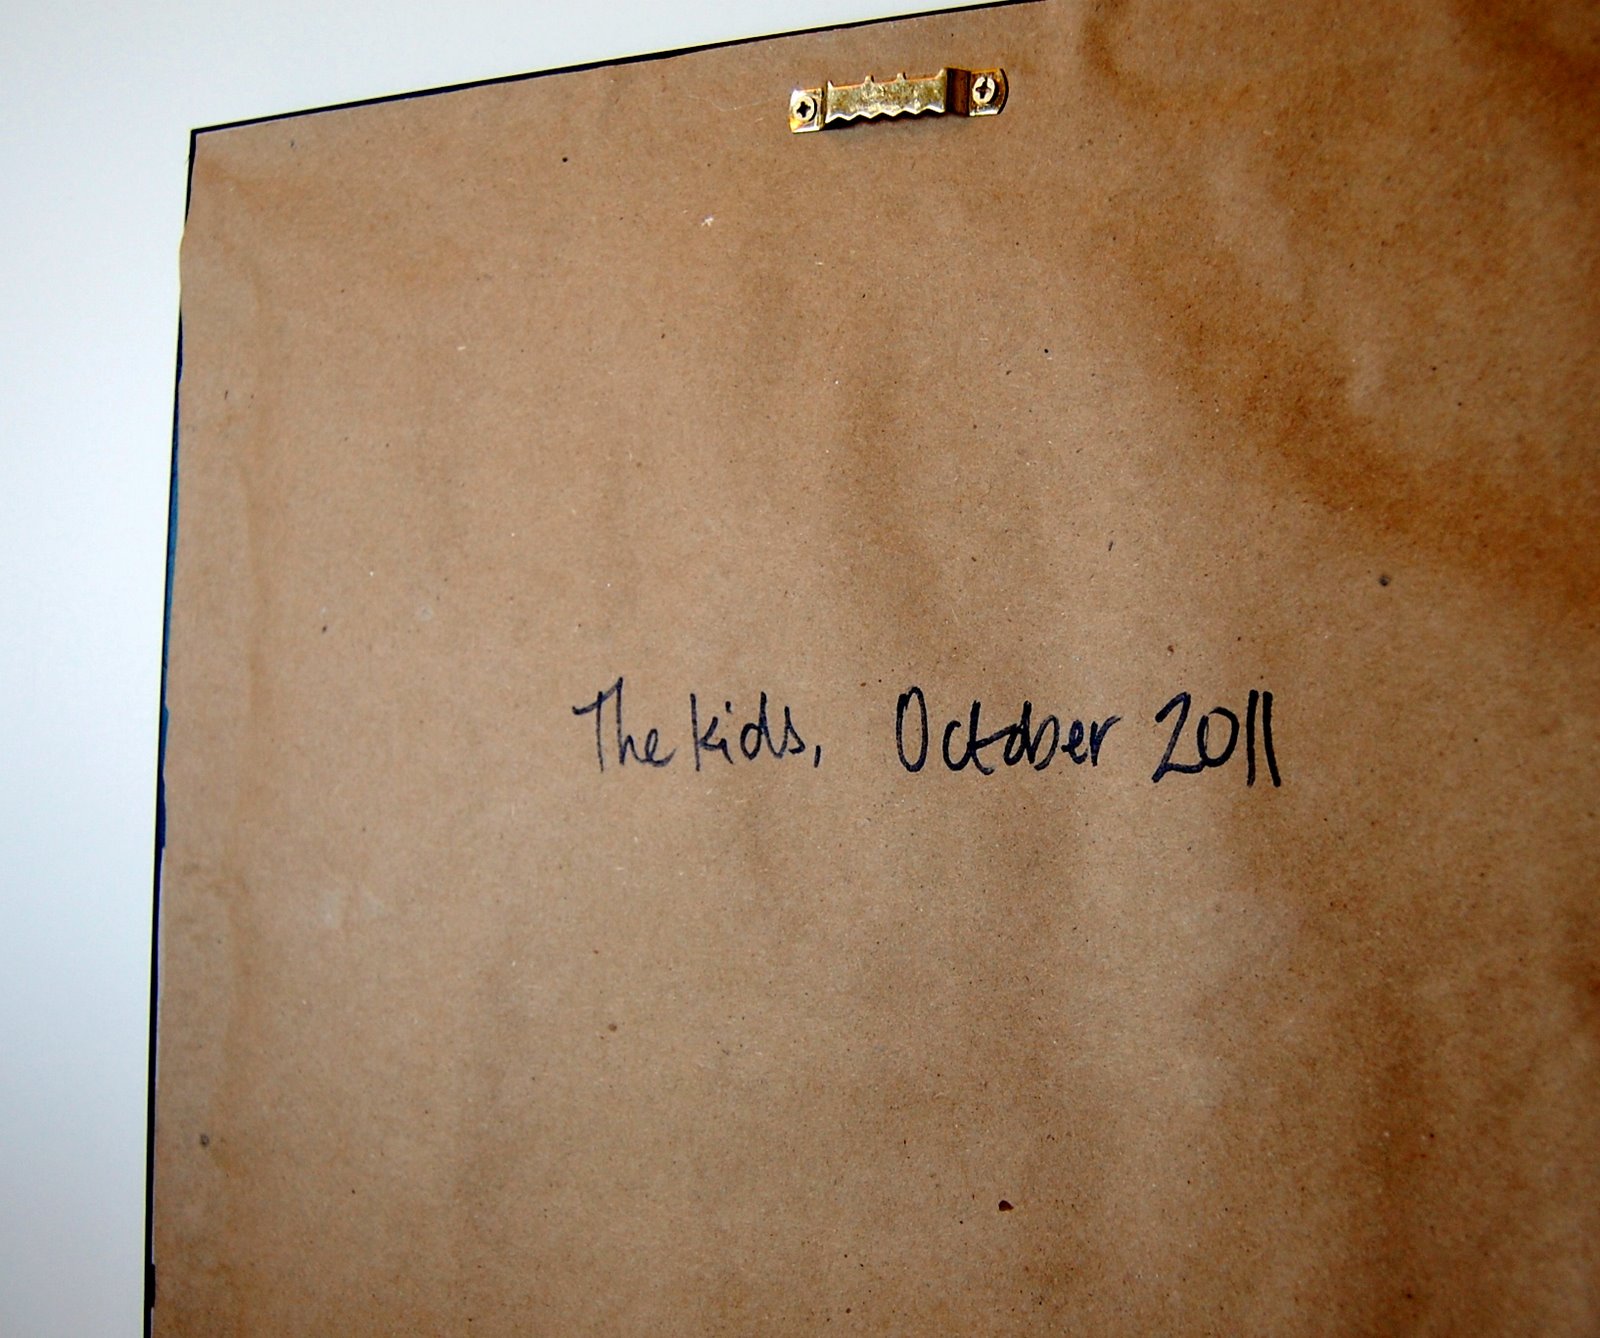 The kids, October 2011